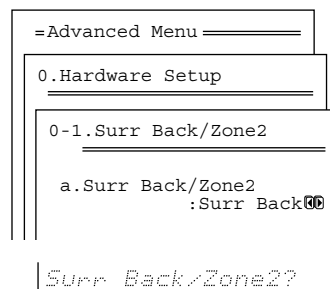 Advanced Menu
0.Hardware Setup
0-1.Surr Back/Zone2
a.Surr Back/Zone2
:Surr Back
Surr Back/Zone2?